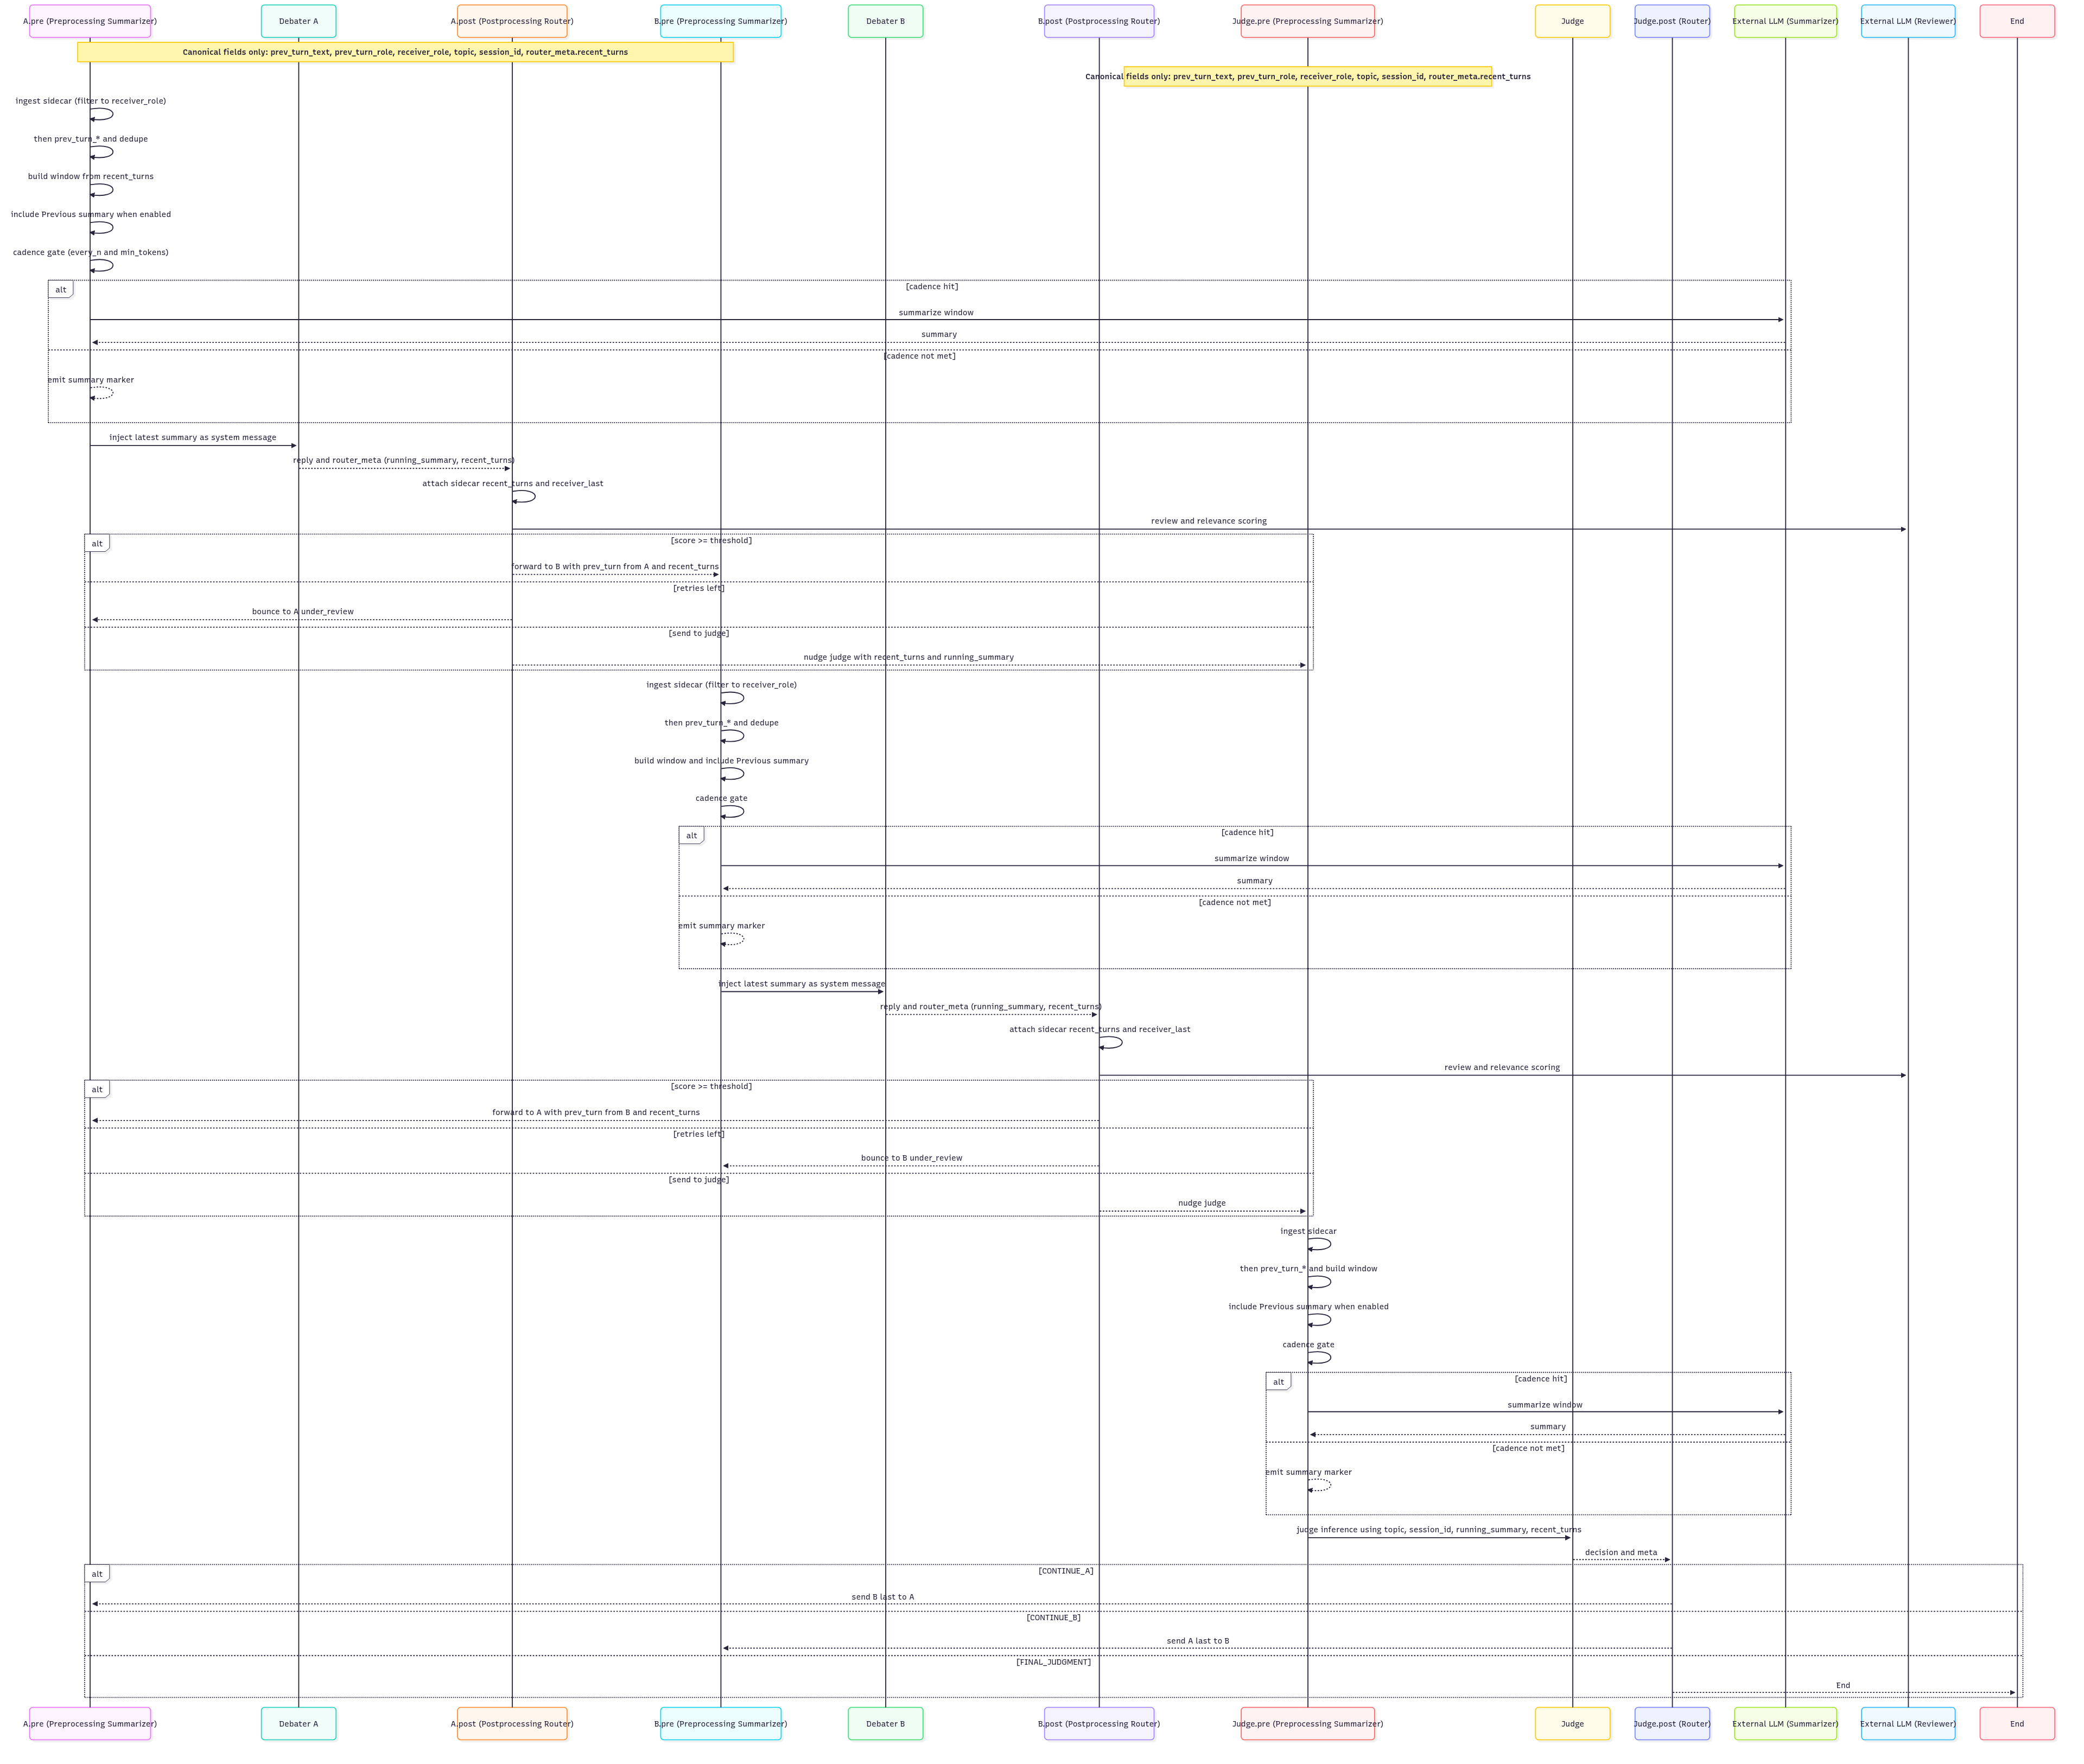 A.pre (Preprocessing Summarizer)
Debater A
A.post (Postprocessing Router)
B.pre (Preprocessing Summarizer)
Debater B
B.post (Postprocessing Router)
Judge.pre (Preprocessing Summarizer)
Judge
Judge.post (Router)
External LLM (Summarizer)
External LLM (Reviewer)
End
Canonical fields only: prev_turn_text, prev_turn_role, receiver_role, topic, session_id, router_meta.recent_turns
Canonical fields only: prev_turn_text, prev_turn_role, receiver_role, topic, session_id, router_meta.recent_turns
ingest sidecar (filter to receiver_role)
then prev_turn_* and dedupe
build window from recent_turns
include Previous summary when enabled
cadence gate (every_n and min_tokens)
alt
[cadence hit]
summarize window
summary
[cadence not met]
emit summary marker
inject latest summary as system message
reply and router_meta (running_summary, recent_turns)
attach sidecar recent_turns and receiver_last
review and relevance scoring
alt
[score >= threshold]
forward to B with prev_turn from A and recent_turns
[retries left]
bounce to A under_review
[send to judge]
nudge judge with recent_turns and running_summary
ingest sidecar (filter to receiver_role)
then prev_turn_* and dedupe
build window and include Previous summary
cadence gate
alt
[cadence hit]
summarize window
summary
[cadence not met]
emit summary marker
inject latest summary as system message
reply and router_meta (running_summary, recent_turns)
attach sidecar recent_turns and receiver_last
review and relevance scoring
alt
[score >= threshold]
forward to A with prev_turn from B and recent_turns
[retries left]
bounce to B under_review
[send to judge]
nudge judge
ingest sidecar
then prev_turn_* and build window
include Previous summary when enabled
cadence gate
alt
[cadence hit]
summarize window
summary
[cadence not met]
emit summary marker
judge inference using topic, session_id, running_summary, recent_turns
decision and meta
alt
[CONTINUE_A]
send B last to A
[CONTINUE_B]
send A last to B
[FINAL_JUDGMENT]
End
A.pre (Preprocessing Summarizer)
Debater A
A.post (Postprocessing Router)
B.pre (Preprocessing Summarizer)
Debater B
B.post (Postprocessing Router)
Judge.pre (Preprocessing Summarizer)
Judge
Judge.post (Router)
External LLM (Summarizer)
External LLM (Reviewer)
End